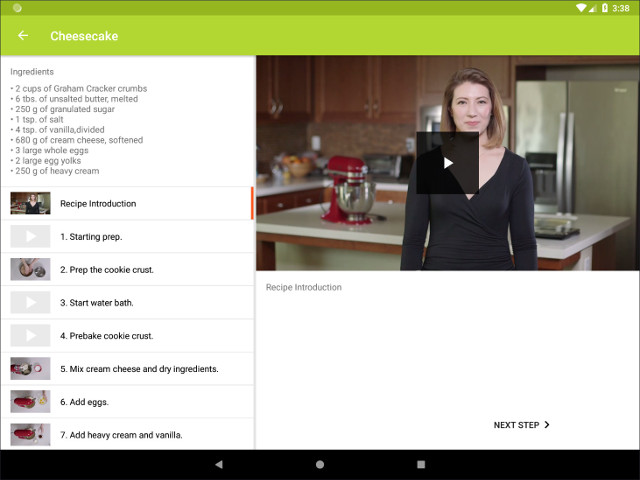 3:38
Cheesecake
Ingredients
• 2 cups of Graham Cracker crumbs
• 6 tbs. of unsalted butter, melted
• 250 g of granulated sugar
• 1 tsp. of salt
• 4 tsp. of vanilla,divided
• 680 g of cream cheese, softened
• 3 large whole eggs
• 2 large egg yolks
• 250 g of heavy cream
Recipe Introduction
1. Starting prep.
2. Prep the cookie crust.
3. Start water bath.
4. Prebake cookie crust.
5. Mix cream cheese and dry ingredients.
6. Add eggs.
7. Add heavy cream and vanilla.
Recipe Introduction
NEXT STEP